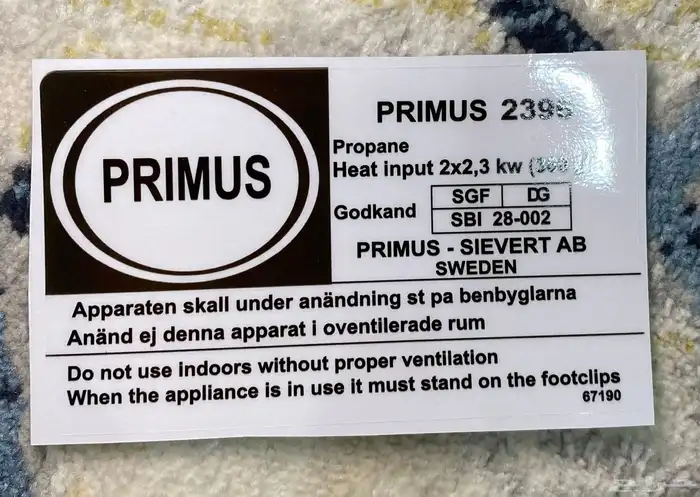 PRIMUS
PRIMUS 2395
Propane
Heat input 2x2,3 kw
Godkand
SGF DG
SBI 28-002
PRIMUS - SIEVERT AB
SWEDEN
Apparaten skall under anändning st pa benbyglarna
Anänd ej denna apparat i oventilerade rum
Do not use indoors without proper ventilation
When the appliance is in use it must stand on the footclips
67190